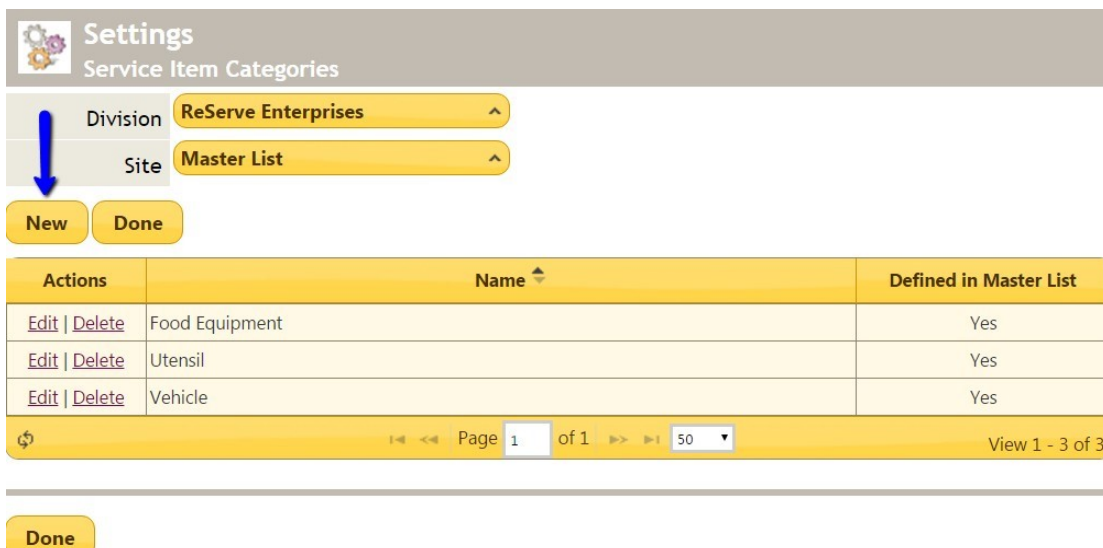 Settings
Service Item Categories
Division ReServe Enterprises
Site Master List
New Done
Actions Name Defined in Master List
Edit | Delete Food Equipment Yes
Edit | Delete Utensil Yes
Edit | Delete Vehicle Yes
Page 1 of 1 50 View 1 - 3 of 3
Done